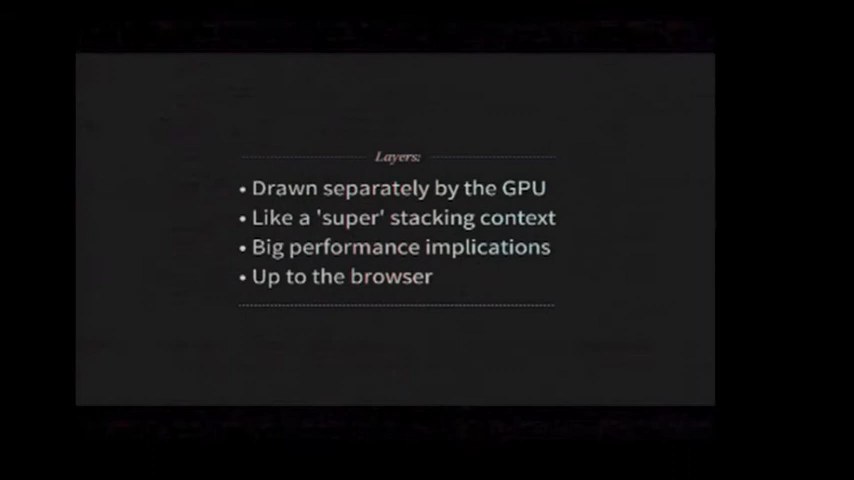 Layers:
• Drawn separately by the GPU
• Like a 'super' stacking context
• Big performance implications
• Up to the browser